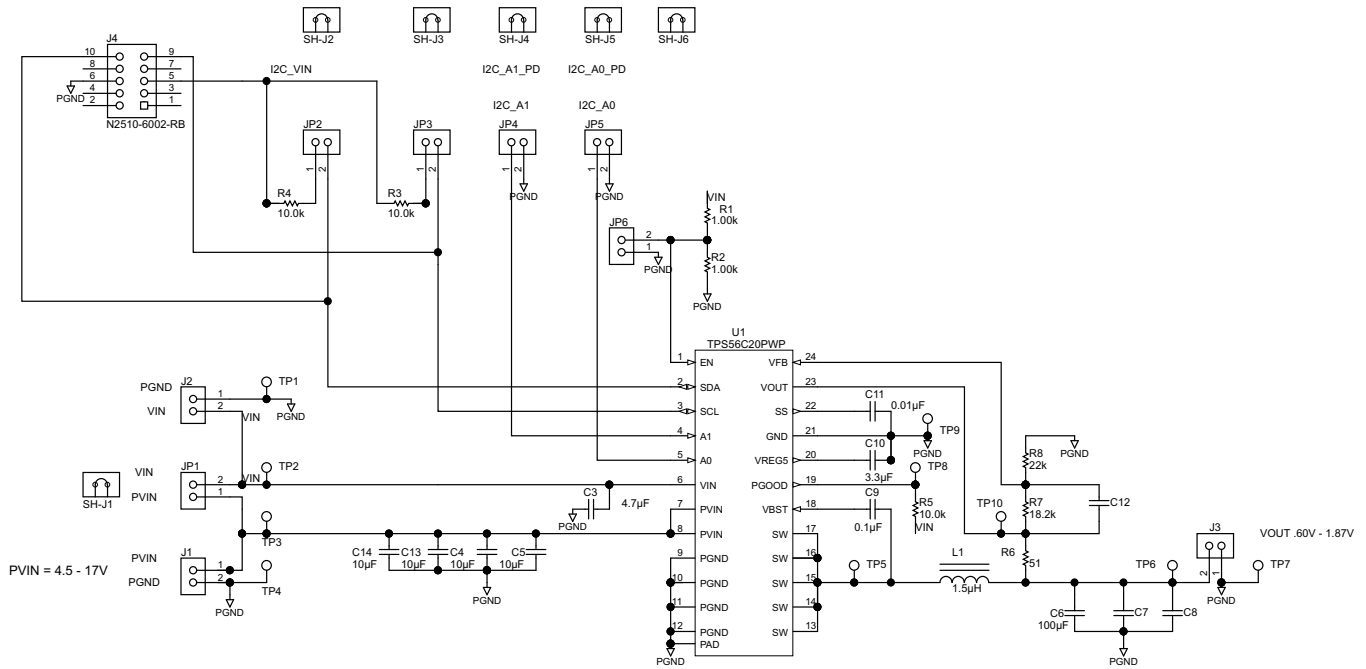 SH-J2
SH-J3
SH-J4
SH-J5
SH-J6
J4
10
9
8
7
6
5
4
3
2
1
PGND
N2510-6002-RB
I2C_VIN
I2C_A1_PD
I2C_A0_PD
I2C_A1
I2C_A0
JP2
1
2
JP3
1
2
JP4
1
2
PGND
JP5
1
2
PGND
R4
10.0k
R3
10.0k
VIN
R1
1.00k
JP6
2
1
PGND
R2
1.00k
PGND
U1
TPS56C20PWP
1
EN
VFB
24
2
SDA
VOUT
23
3
SCL
SS
22
4
A1
GND
21
5
A0
VREG5
20
6
VIN
PGOOD
19
7
PVIN
VBST
18
8
PVIN
SW
17
9
PGND
SW
16
10
PGND
SW
15
11
PGND
SW
14
12
PGND
SW
13
PAD
PGND
J2
PGND
1
VIN
2
TP1
PGND
VIN
SH-J1
JP1
VIN
2
PVIN
1
VIN
TP2
TP3
J1
PVIN
1
PGND
2
PGND
TP4
PVIN = 4.5 - 17V
C3
4.7µF
PGND
C14
10µF
C13
10µF
C4
10µF
C5
10µF
PGND
C11
0.01µF
C10
3.3µF
TP9
PGND
TP8
C9
0.1µF
R5
10.0k
VIN
R8
22k
PGND
R7
18.2k
C12
TP10
R6
51
TP5
L1
1.5µH
C6
100µF
C7
C8
PGND
TP6
J3
2
1
PGND
TP7
VOUT .60V - 1.87V